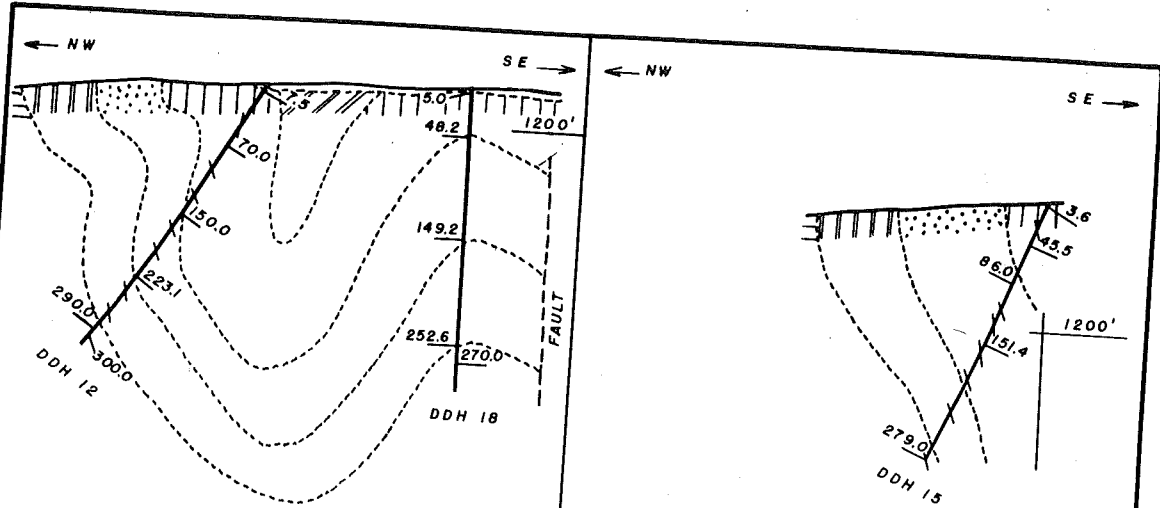 ← NW
SE →
.5
5.0
1200'
48.2
70.0
150.0
149.2
223.1
290.0
300.0
DDH 12
252.6
270.0
DDH 18
FAULT
← NW
SE →
3.6
45.5
86.0
1200'
151.4
279.0
DDH 15